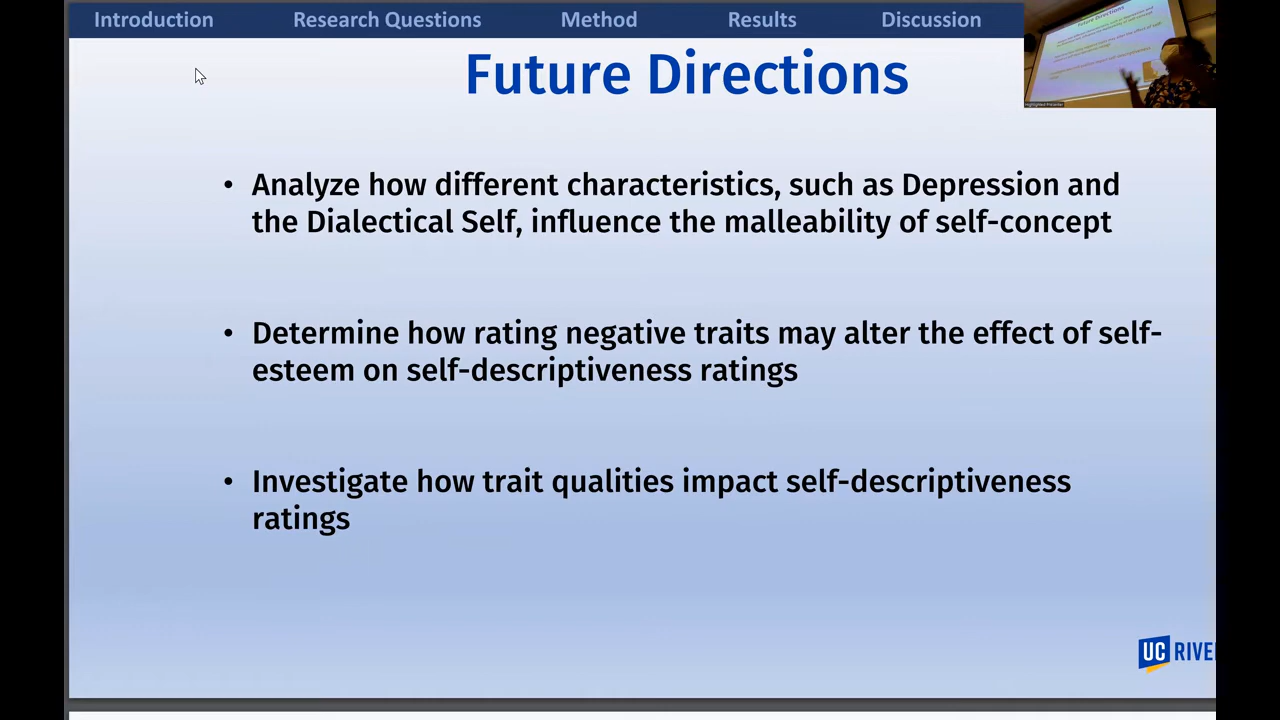 Introduction Research Questions Method Results Discussion
Future Directions
• Analyze how different characteristics, such as Depression and
the Dialectical Self, influence the malleability of self-concept
• Determine how rating negative traits may alter the effect of self-
esteem on self-descriptiveness ratings
• Investigate how trait qualities impact self-descriptiveness
ratings
UC RIVE
Future Directions